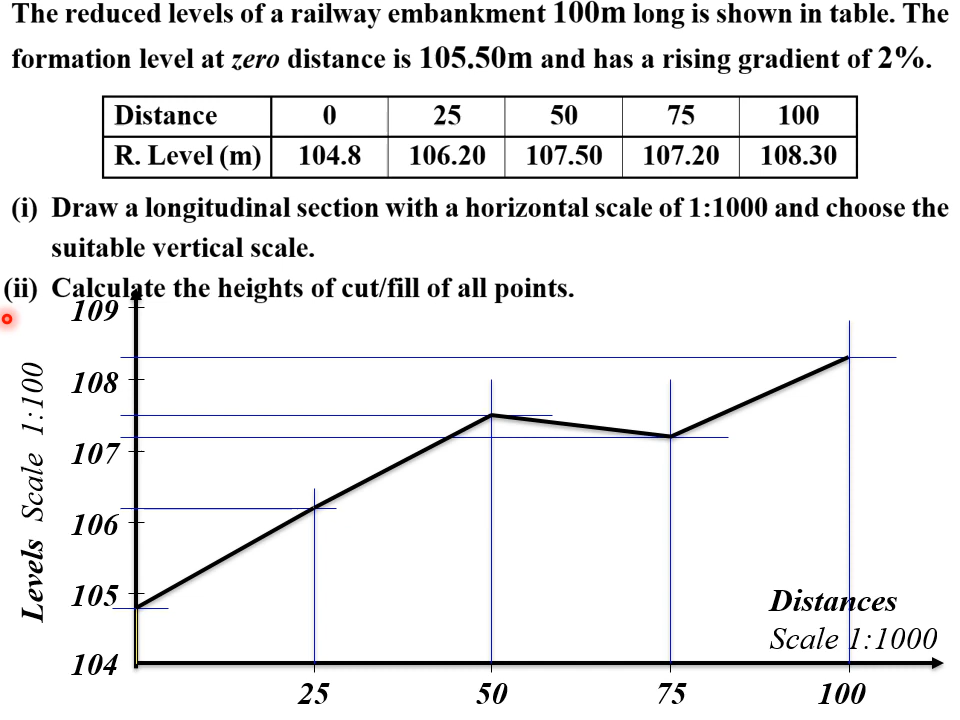 The reduced levels of a railway embankment 100m long is shown in table. The
formation level at zero distance is 105.50m and has a rising gradient of 2%.
Distance 0 25 50 75 100
R. Level (m) 104.8 106.20 107.50 107.20 108.30
(i) Draw a longitudinal section with a horizontal scale of 1:1000 and choose the
suitable vertical scale.
(ii) Calculate the heights of cut/fill of all points.
109
108
107
106
105
104
Levels Scale 1:100
Distances
Scale 1:1000
25 50 75 100